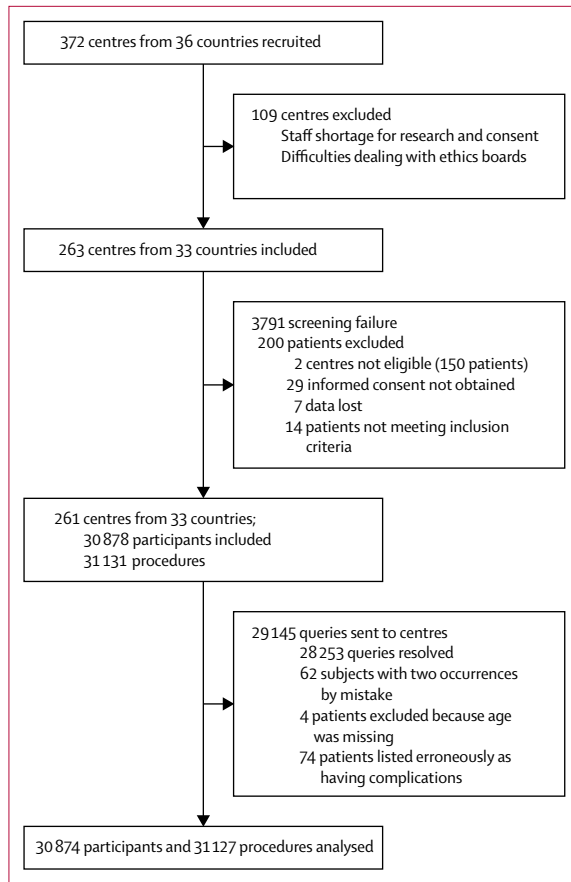 372 centres from 36 countries recruited
109 centres excluded
Staff shortage for research and consent
Difficulties dealing with ethics boards
263 centres from 33 countries included
3791 screening failure
200 patients excluded
2 centres not eligible (150 patients)
29 informed consent not obtained
7 data lost
14 patients not meeting inclusion
criteria
261 centres from 33 countries;
30 878 participants included
31 131 procedures
29 145 queries sent to centres
28 253 queries resolved
62 subjects with two occurrences
by mistake
4 patients excluded because age
was missing
74 patients listed erroneously as
having complications
30 874 participants and 31 127 procedures analysed